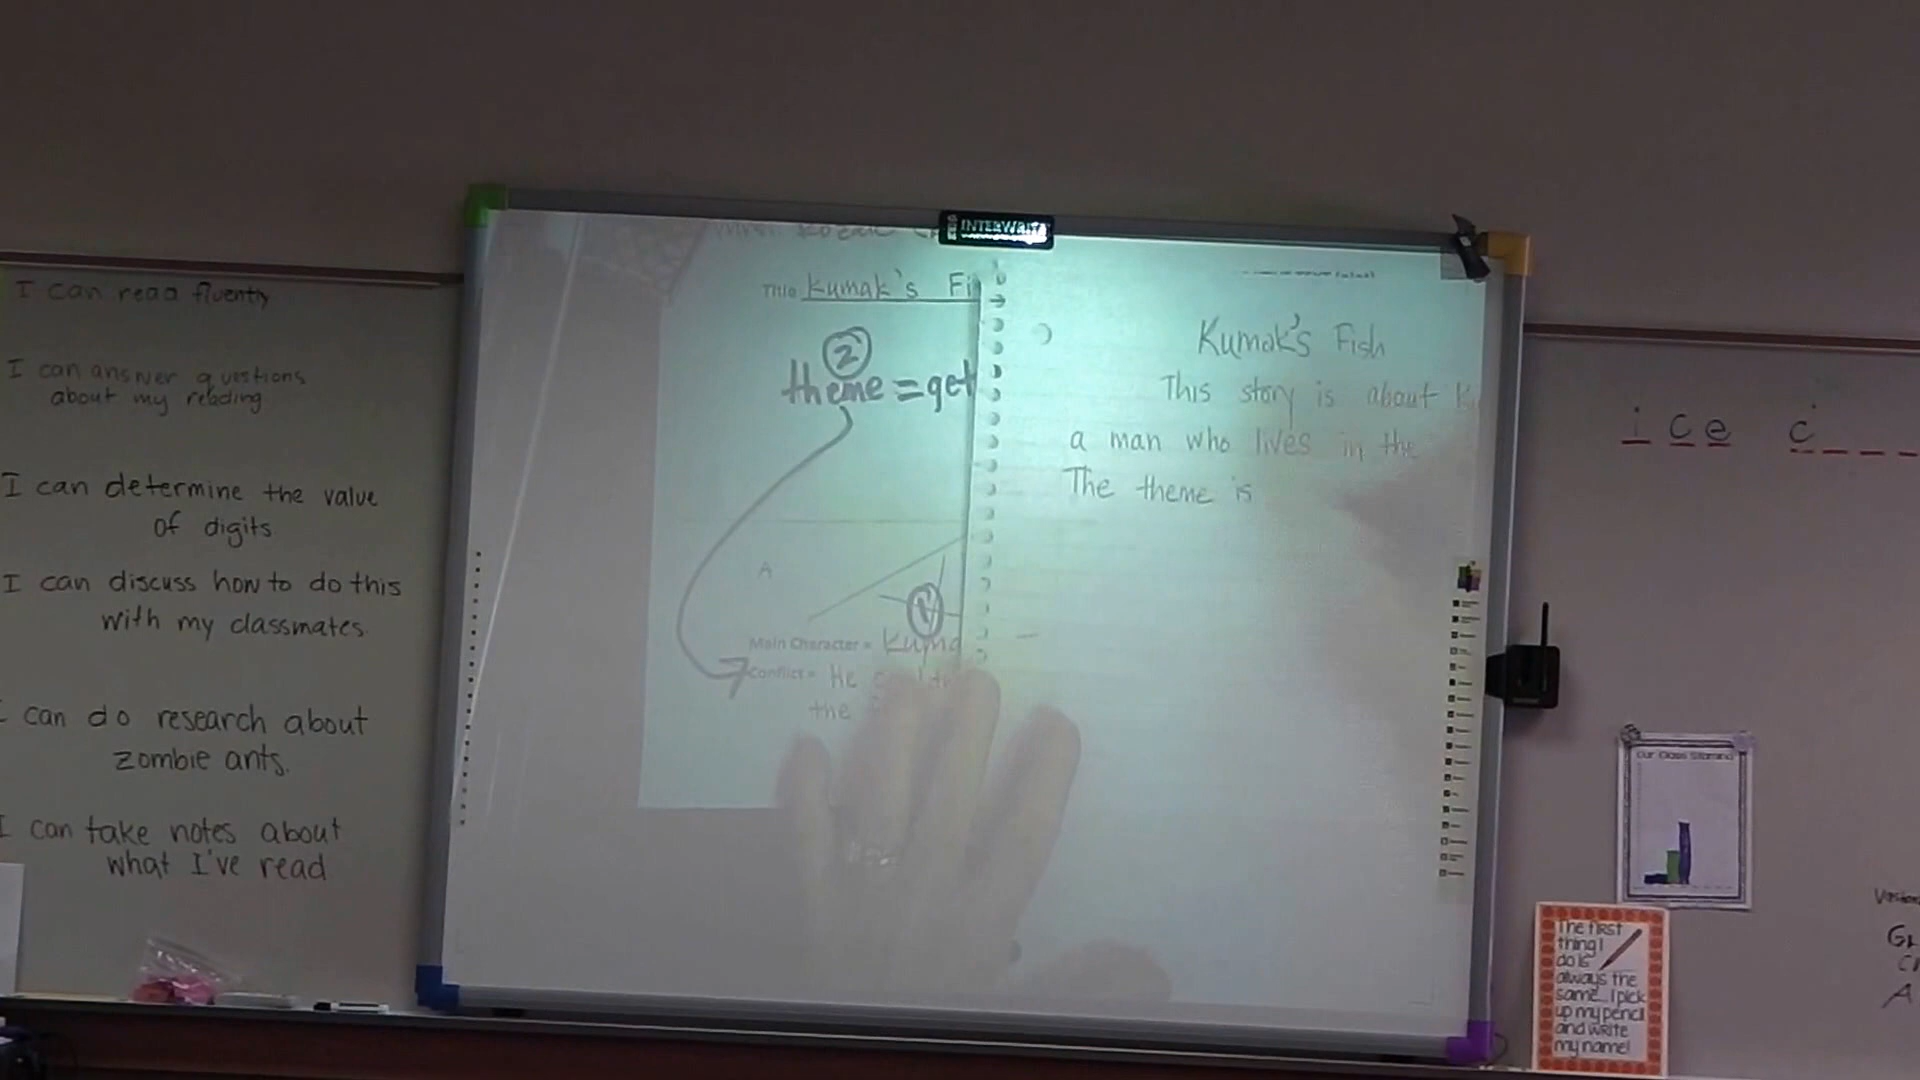 I can read fluently
I can answer questions
about my reading
I can determine the value
of digits
I can discuss how to do this
with my classmates.
I can do research about
zombie ants.
I can take notes about
what I've read
INTERWRITE
Title Kumak's Fi
2
theme = get
A
1
Main Character = Kuma
Conflict = He
the
Kumak's Fish
This story is about K
a man who lives in the
The theme is
i c e c _ _ _ _
Our Class Stamina
The first
thing I
do is
always the
same... I pick
up my pencil
and write
my name!